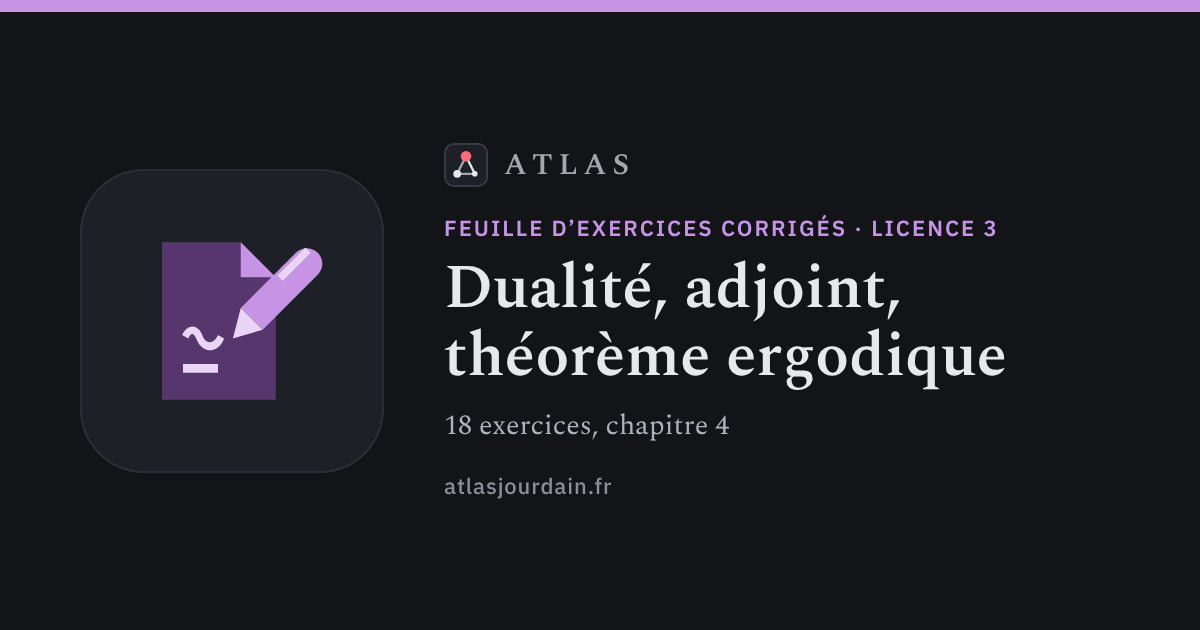 ATLAS
FEUILLE D’EXERCICES CORRIGÉS · LICENCE 3
Dualité, adjoint,
théorème ergodique
18 exercices, chapitre 4
atlasjourdain.fr